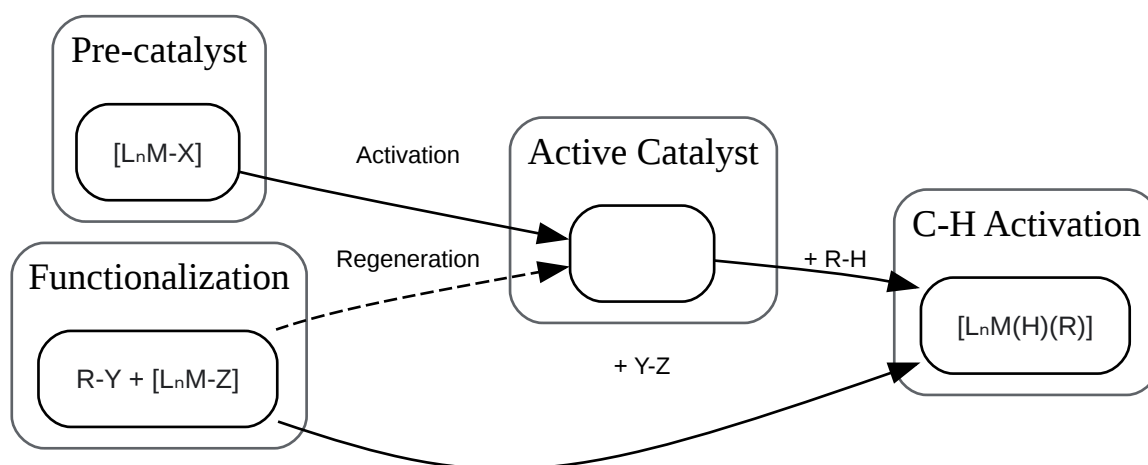 Pre-catalyst
[LₙM-X]
Activation
Active Catalyst
C-H Activation
Functionalization
Regeneration
+ R-H
[LₙM(H)(R)]
R-Y + [LₙM-Z]
+ Y-Z